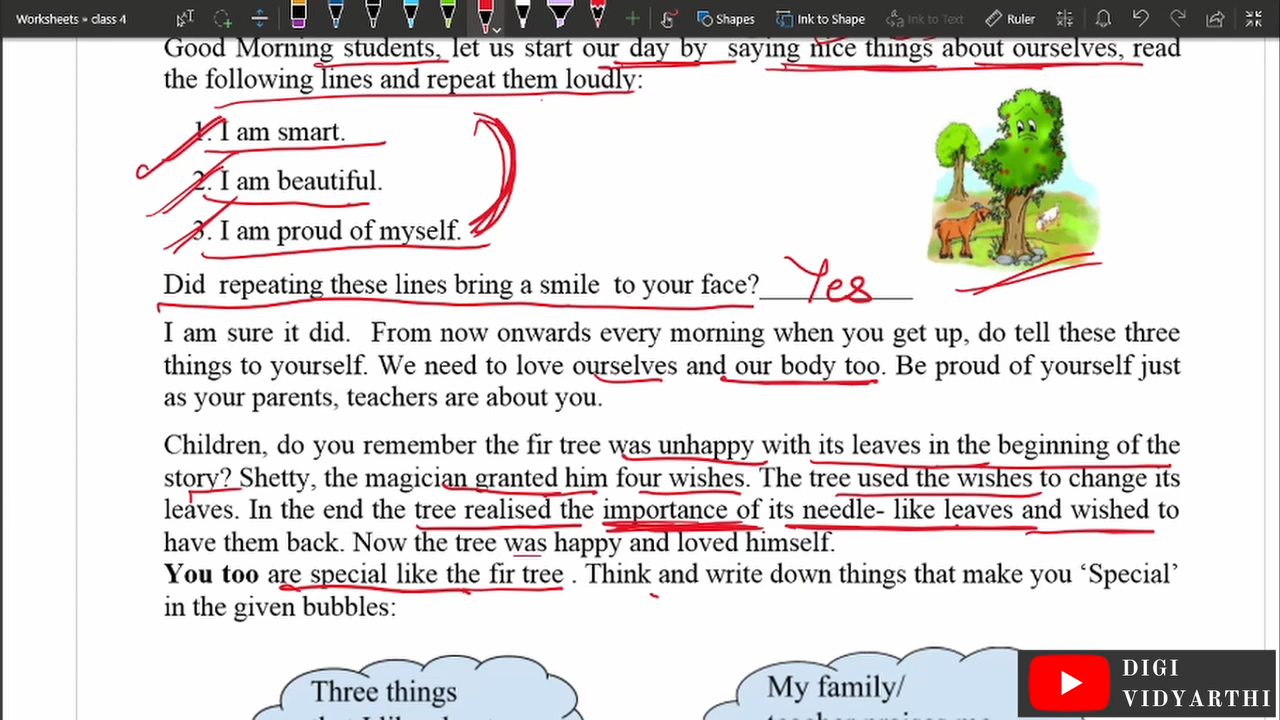 Worksheets » class 4
Shapes
Ink to Shape
Ink to Text
Ruler
Good Morning students, let us start our day by saying nice things about ourselves, read
the following lines and repeat them loudly:
1. I am smart.
2. I am beautiful.
3. I am proud of myself.
Did repeating these lines bring a smile to your face? Yes
I am sure it did. From now onwards every morning when you get up, do tell these three
things to yourself. We need to love ourselves and our body too. Be proud of yourself just
as your parents, teachers are about you.
Children, do you remember the fir tree was unhappy with its leaves in the beginning of the
story? Shetty, the magician granted him four wishes. The tree used the wishes to change its
leaves. In the end the tree realised the importance of its needle- like leaves and wished to
have them back. Now the tree was happy and loved himself.
You too are special like the fir tree . Think and write down things that make you ‘Special’
in the given bubbles:
Three things
My family/
DIGI
VIDYARTHI